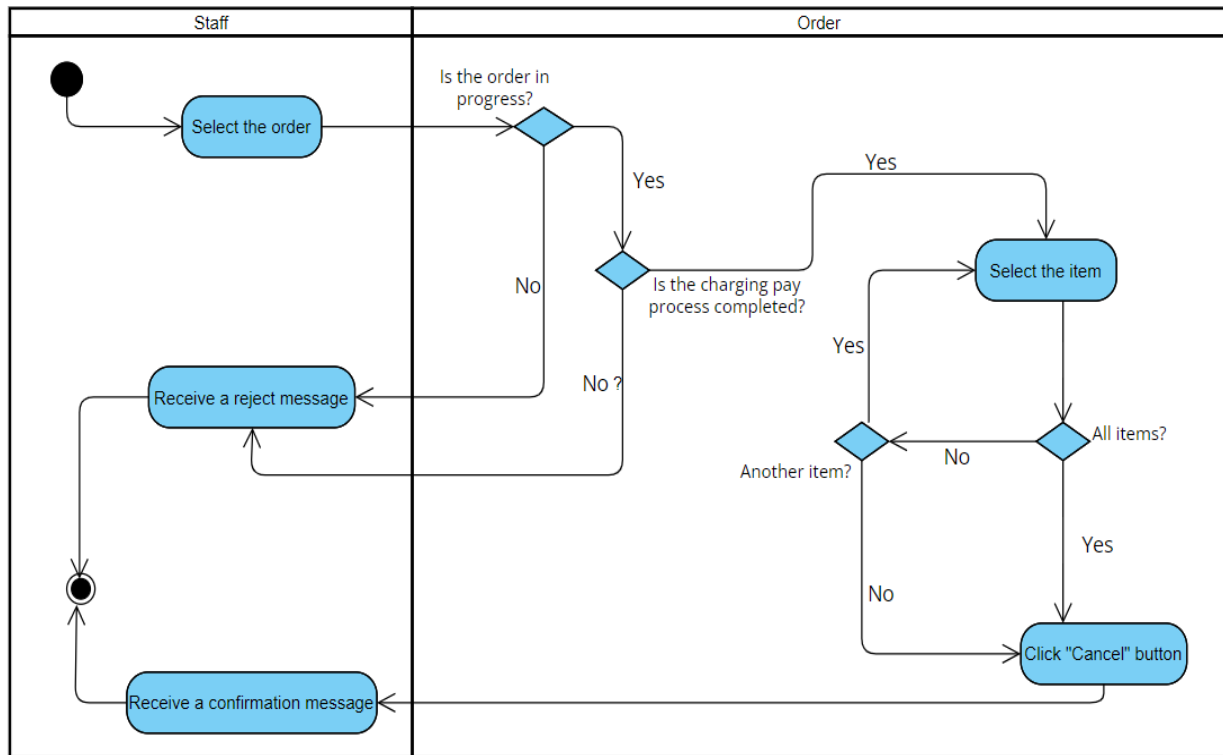 Staff
Order
Is the order in
progress?
Select the order
Yes
Yes
Select the item
No
Is the charging pay
process completed?
Yes
Receive a reject message
No ?
All items?
No
Another item?
Yes
No
Click "Cancel" button
Receive a confirmation message